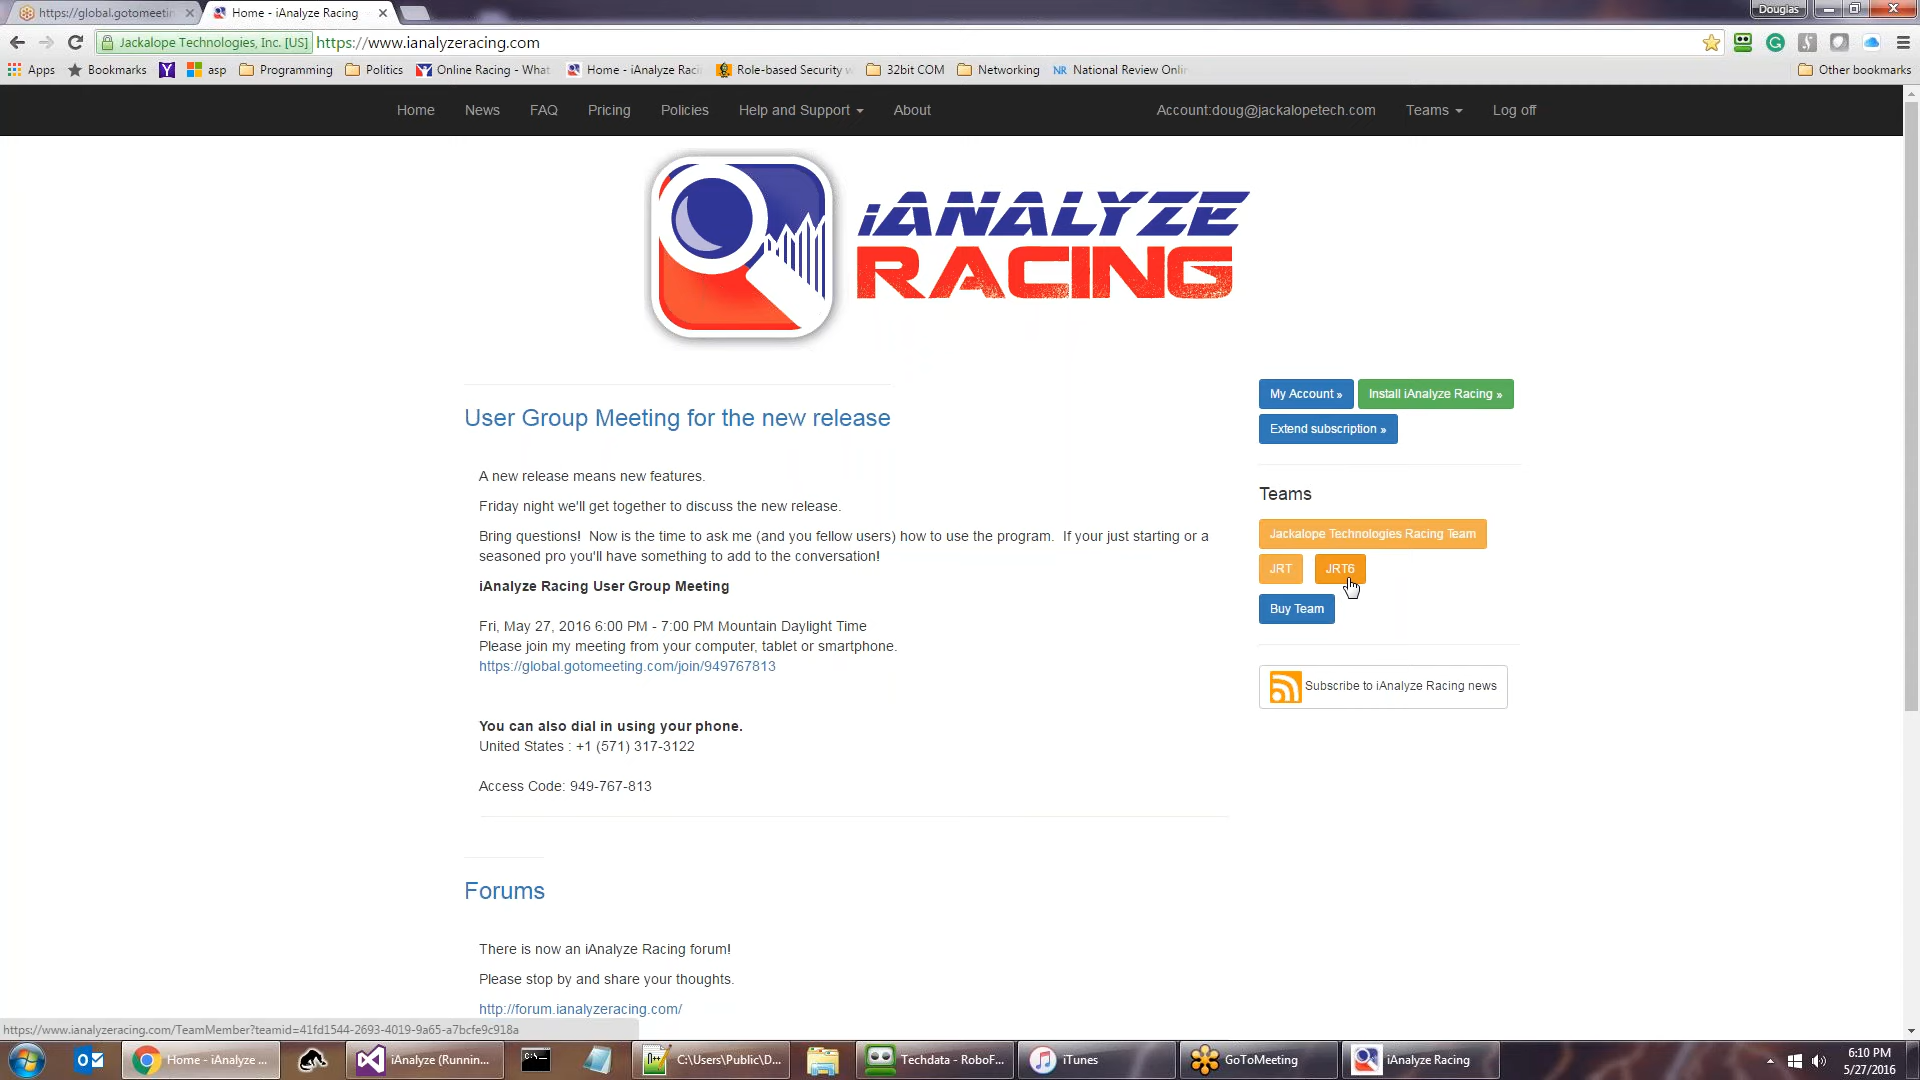 https://global.gotomeetin
Home - iAnalyze Racing
Douglas
Jackalope Technologies, Inc. [US]
https://www.ianalyzeracing.com
Apps
Bookmarks
asp
Programming
Politics
Online Racing - What
Home - iAnalyze Raci
Role-based Security
32bit COM
Networking
NR
National Review Onli
Other bookmarks
Home
News
FAQ
Pricing
Policies
Help and Support
About
Account:doug@jackalopetech.com
Teams
Log off
iANALYZE
RACING
My Account »
Install iAnalyze Racing »
Extend subscription »
User Group Meeting for the new release
A new release means new features.
Friday night we'll get together to discuss the new release.
Bring questions!  Now is the time to ask me (and you fellow users) how to use the program.  If your just starting or a
seasoned pro you'll have something to add to the conversation!
iAnalyze Racing User Group Meeting
Fri, May 27, 2016 6:00 PM - 7:00 PM Mountain Daylight Time
Please join my meeting from your computer, tablet or smartphone.
https://global.gotomeeting.com/join/949767813
You can also dial in using your phone.
United States : +1 (571) 317-3122
Access Code: 949-767-813
Teams
Jackalope Technologies Racing Team
JRT
JRT6
Buy Team
Subscribe to iAnalyze Racing news
Forums
There is now an iAnalyze Racing forum!
Please stop by and share your thoughts.
http://forum.ianalyzeracing.com/
https://www.ianalyzeracing.com/TeamMember?teamid=41fd1544-2693-4019-9a65-a7bcfe9c918a
Home - iAnalyze ...
iAnalyze (Runnin...
C:\Users\Public\D...
Techdata - RoboF...
iTunes
GoToMeeting
iAnalyze Racing
6:10 PM
5/27/2016